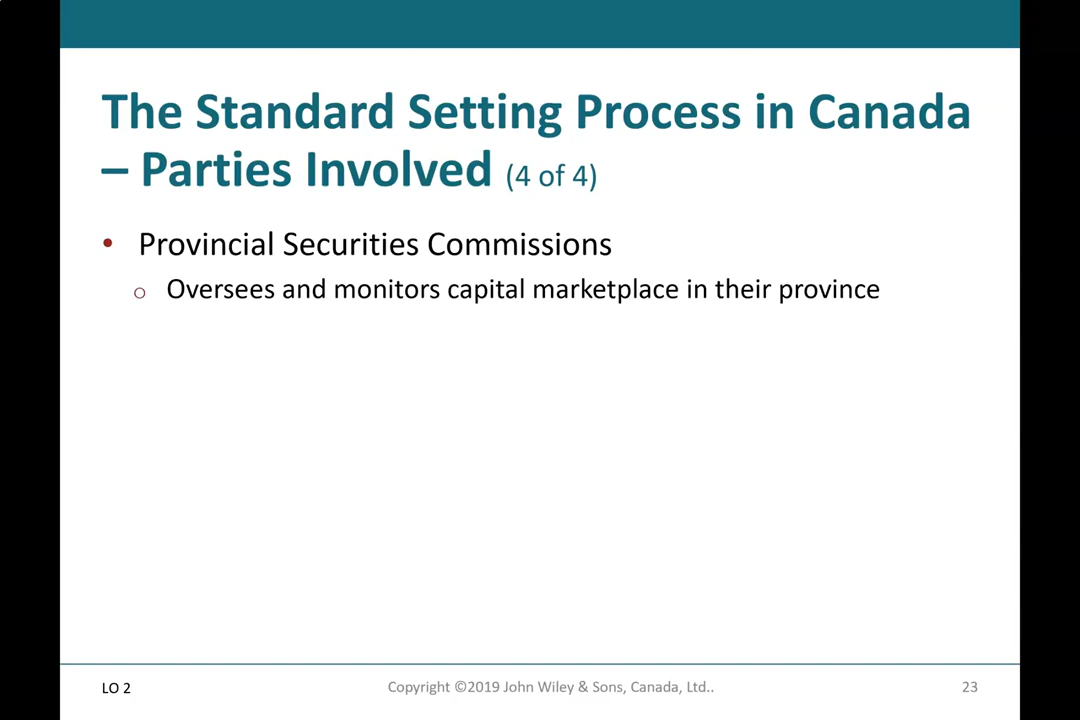 The Standard Setting Process in Canada
– Parties Involved (4 of 4)
• Provincial Securities Commissions
o Oversees and monitors capital marketplace in their province
LO 2
Copyright ©2019 John Wiley & Sons, Canada, Ltd..
23